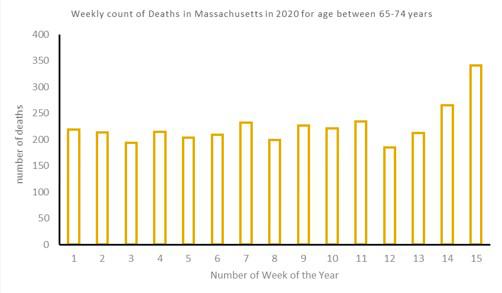 Weekly count of Deaths in Massachusetts in 2020 for age between 65-74 years
400
350
300
250
200
150
100
50
0
number of deaths
1 2 3 4 5 6 7 8 9 10 11 12 13 14 15
Number of Week of the Year